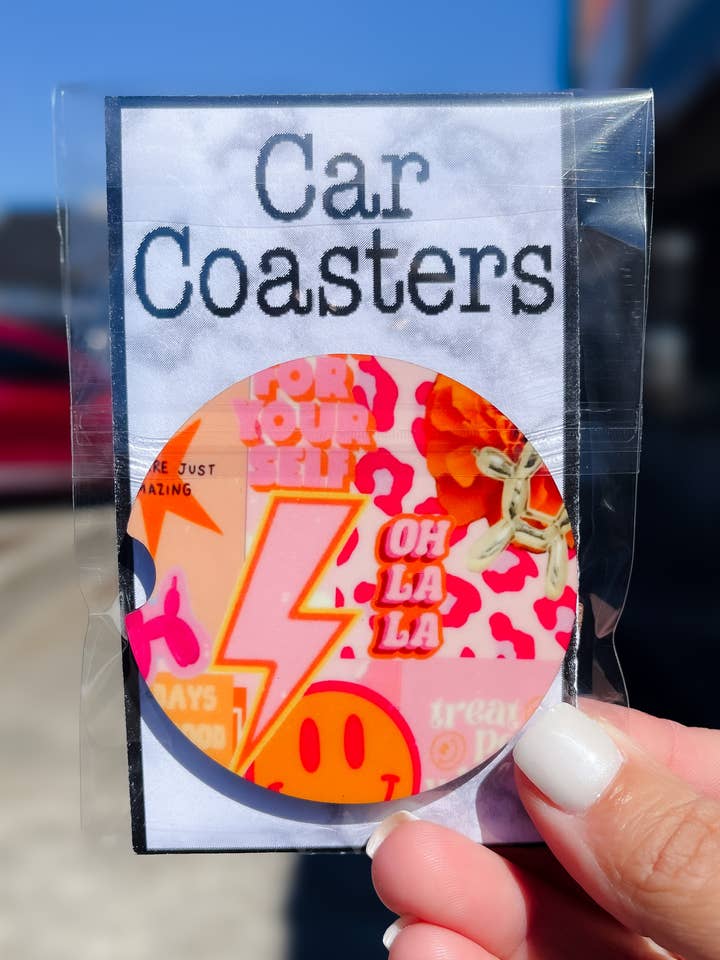 Car
Coasters
FOR
YOUR
SELF
RE JUST
AZING
OH
LA
LA
AYS
treat